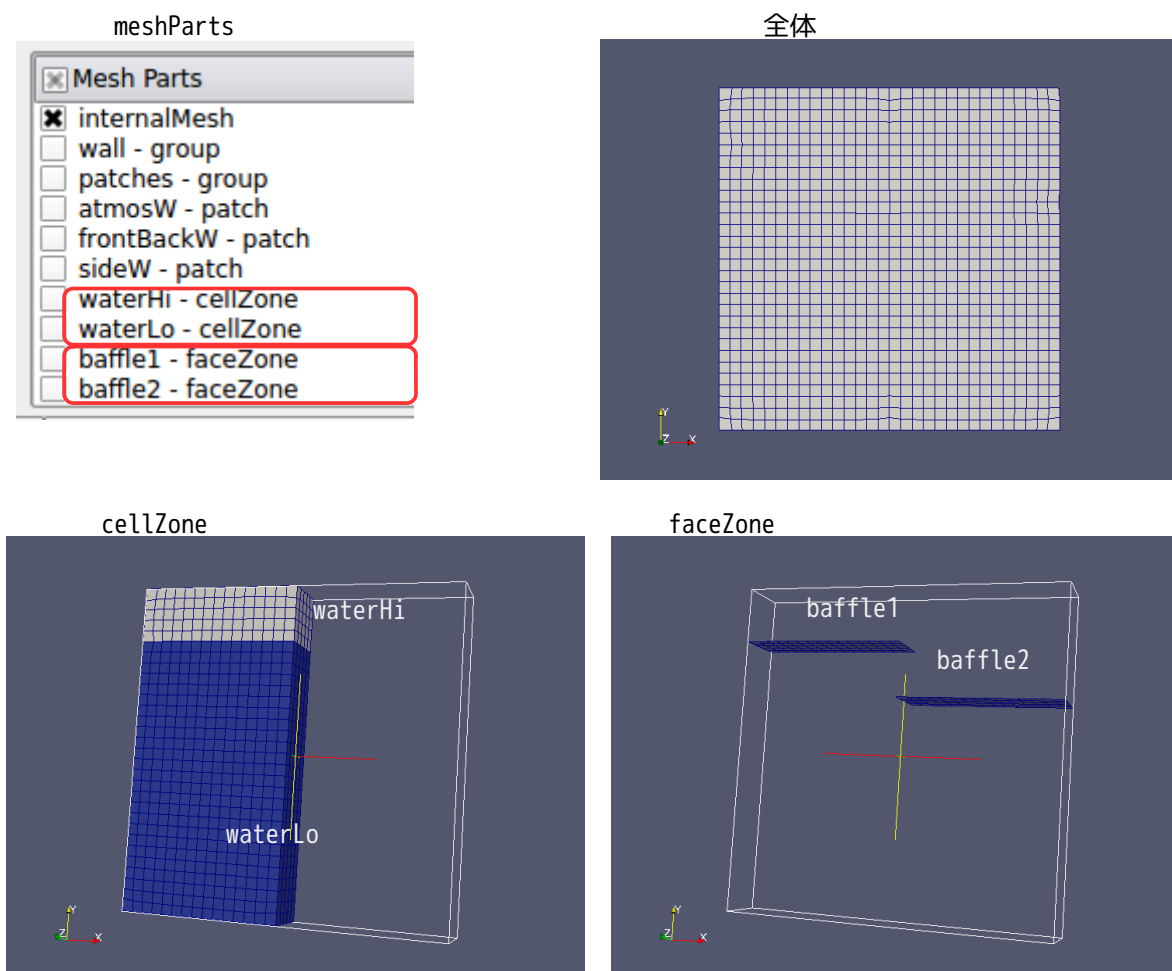 meshParts
全体
Mesh Parts
internalMesh
wall - group
patches - group
atmosW - patch
frontBackW - patch
sideW - patch
waterHi - cellZone
waterLo - cellZone
baffle1 - faceZone
baffle2 - faceZone
Y
Z X
cellZone
faceZone
waterHi
waterLo
Y
Z X
baffle1
baffle2
Y
Z X